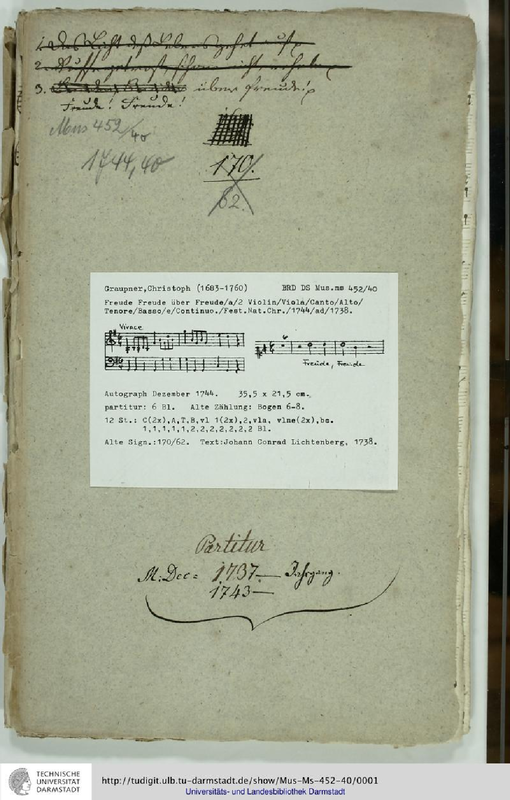 3. über Freude!
Freude! Freude!
Mus 452/40
1744, 40
170.
62.
Graupner,Christoph (1683-1760) BRD DS Mus.ms 452/40
Freude Freude über Freude/a/2 Violin/Viola/Canto/Alto/
Tenore/Basso/e/Continuo./Fest.Nat.Chr./1744/ad/1738.
Vivace
Freude, Freude
Autograph Dezember 1744. 35,5 x 21,5 cm.
partitur: 6 Bl. Alte Zählung: Bogen 6-8.
12 St.: C(2x),A,T,B,vl 1(2x),2,vla, vlne(2x),bc.
1,1,1,1,1,2,2,2,2,2,2,2 Bl.
Alte Sign.:170/62. Text:Johann Conrad Lichtenberg, 1738.
Partitur
M: Dec: 1737 — Jahrgang.
1743 —
TECHNISCHE
UNIVERSITÄT
DARMSTADT
http://tudigit.ulb.tu-darmstadt.de/show/Mus-Ms-452-40/0001
Universitäts- und Landesbibliothek Darmstadt